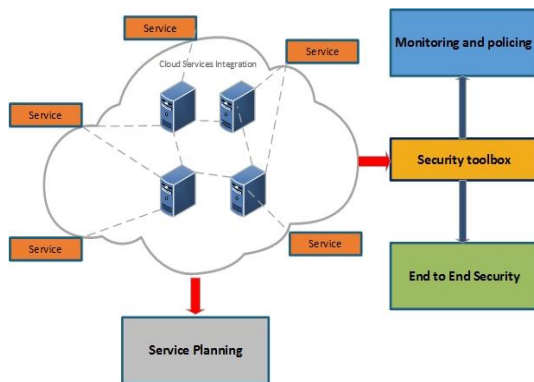 Service
Service
Cloud Services Integration
Monitoring and policing
Service
Security toolbox
Service
Service
End to End Security
Service Planning